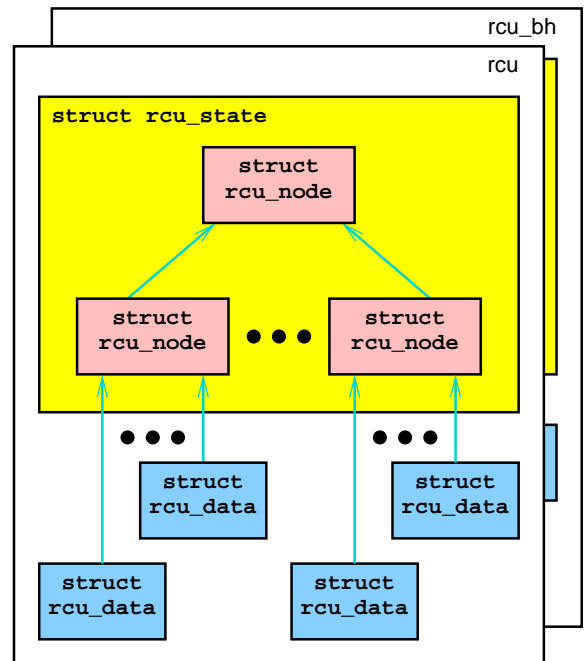 rcu_bh
rcu
struct rcu_state
struct
rcu_node
struct
rcu_node
struct
rcu_node
struct
rcu_data
struct
rcu_data
struct
rcu_data
struct
rcu_data